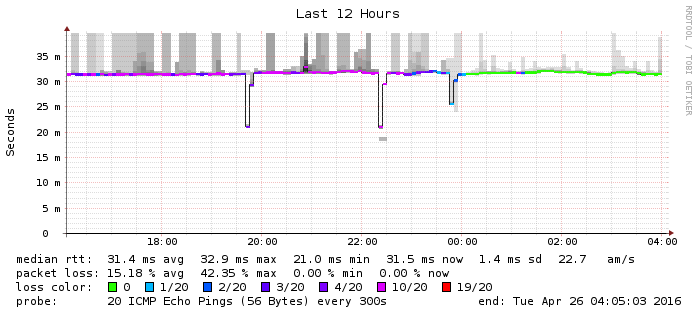 Last 12 Hours
RRDTOOL / TOBI OETIKER
Seconds
35 m
30 m
25 m
20 m
15 m
10 m
5 m
0
18:00 20:00 22:00 00:00 02:00 04:00
median rtt: 31.4 ms avg 32.9 ms max 21.0 ms min 31.5 ms now 1.4 ms sd 22.7 am/s
packet loss: 15.18 % avg 42.35 % max 0.00 % min 0.00 % now
loss color: 0 1/20 2/20 3/20 4/20 10/20 19/20
probe: 20 ICMP Echo Pings (56 Bytes) every 300s end: Tue Apr 26 04:05:03 2016